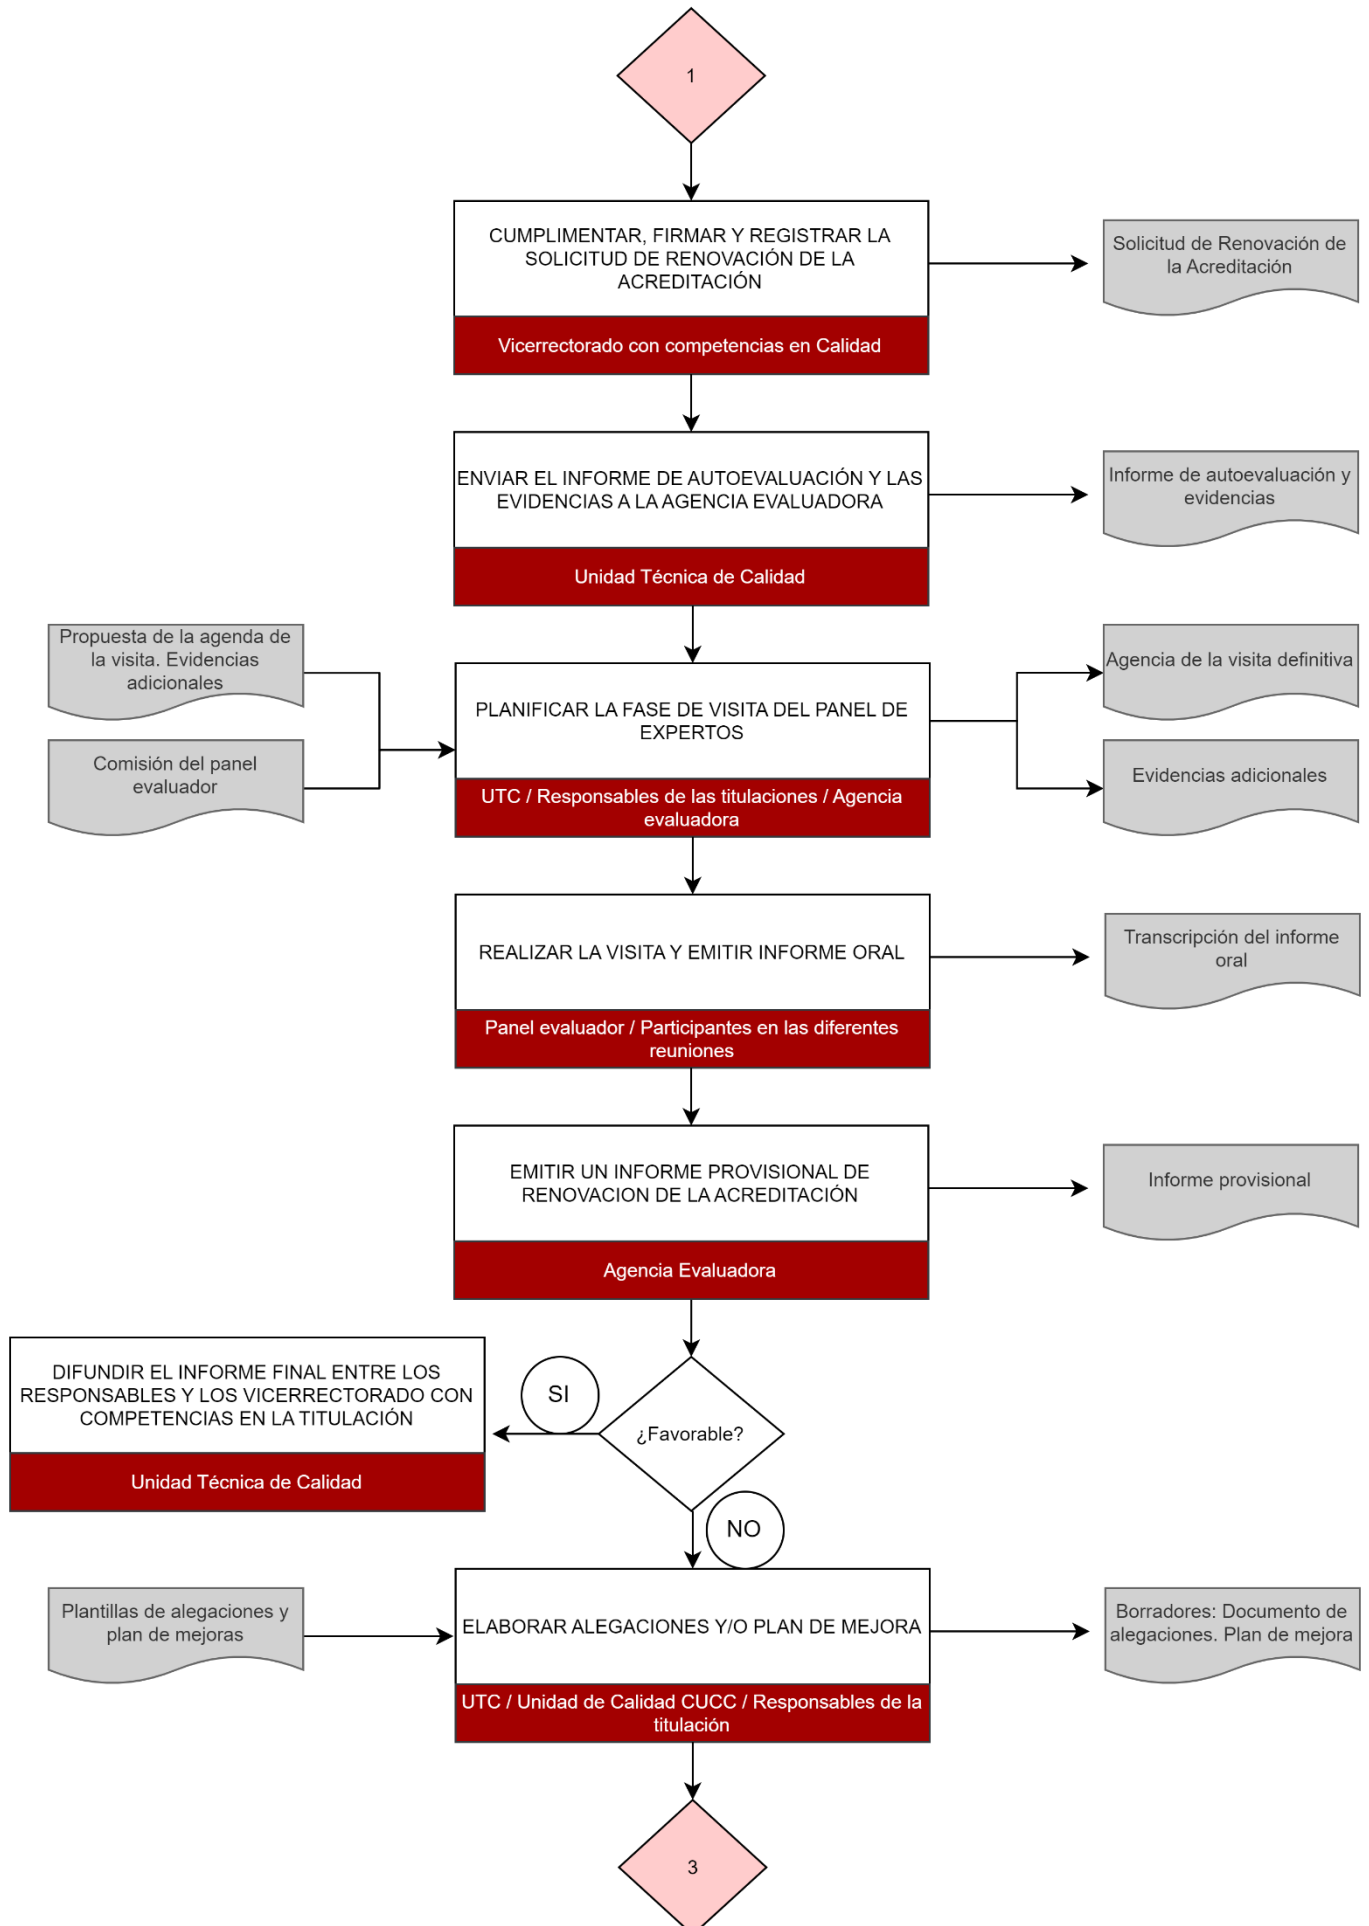 1
CUMPLIMENTAR, FIRMAR Y REGISTRAR LA
SOLICITUD DE RENOVACIÓN DE LA
ACREDITACIÓN
Vicerrectorado con competencias en Calidad
Solicitud de Renovación de
la Acreditación
ENVIAR EL INFORME DE AUTOEVALUACIÓN Y LAS
EVIDENCIAS A LA AGENCIA EVALUADORA
Unidad Técnica de Calidad
Informe de autoevaluación y
evidencias
Propuesta de la agenda de
la visita. Evidencias
adicionales
Comisión del panel
evaluador
PLANIFICAR LA FASE DE VISITA DEL PANEL DE
EXPERTOS
UTC / Responsables de las titulaciones / Agencia
evaluadora
Agencia de la visita definitiva
Evidencias adicionales
REALIZAR LA VISITA Y EMITIR INFORME ORAL
Panel evaluador / Participantes en las diferentes
reuniones
Transcripción del informe
oral
EMITIR UN INFORME PROVISIONAL DE
RENOVACION DE LA ACREDITACIÓN
Agencia Evaluadora
Informe provisional
¿Favorable?
SI
DIFUNDIR EL INFORME FINAL ENTRE LOS
RESPONSABLES Y LOS VICERRECTORADO CON
COMPETENCIAS EN LA TITULACIÓN
Unidad Técnica de Calidad
NO
Plantillas de alegaciones y
plan de mejoras
ELABORAR ALEGACIONES Y/O PLAN DE MEJORA
UTC / Unidad de Calidad CUCC / Responsables de la
titulación
Borradores: Documento de
alegaciones. Plan de mejora
3